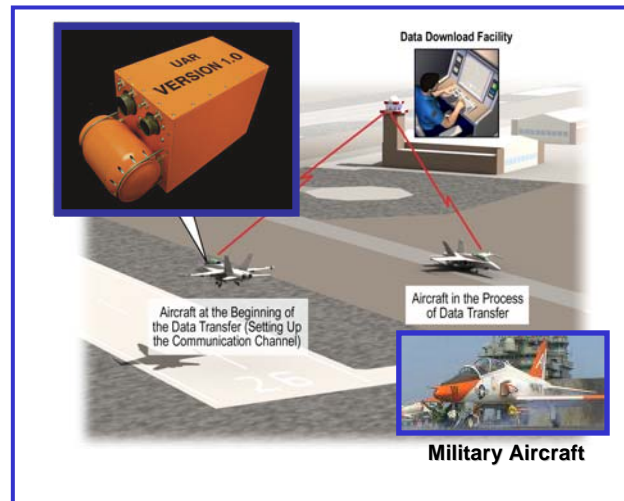 Data Download Facility
UAR
VERSION 1.0
Aircraft at the Beginning of
the Data Transfer (Setting Up
the Communication Channel)
Aircraft in the Process
of Data Transfer
26
Military Aircraft